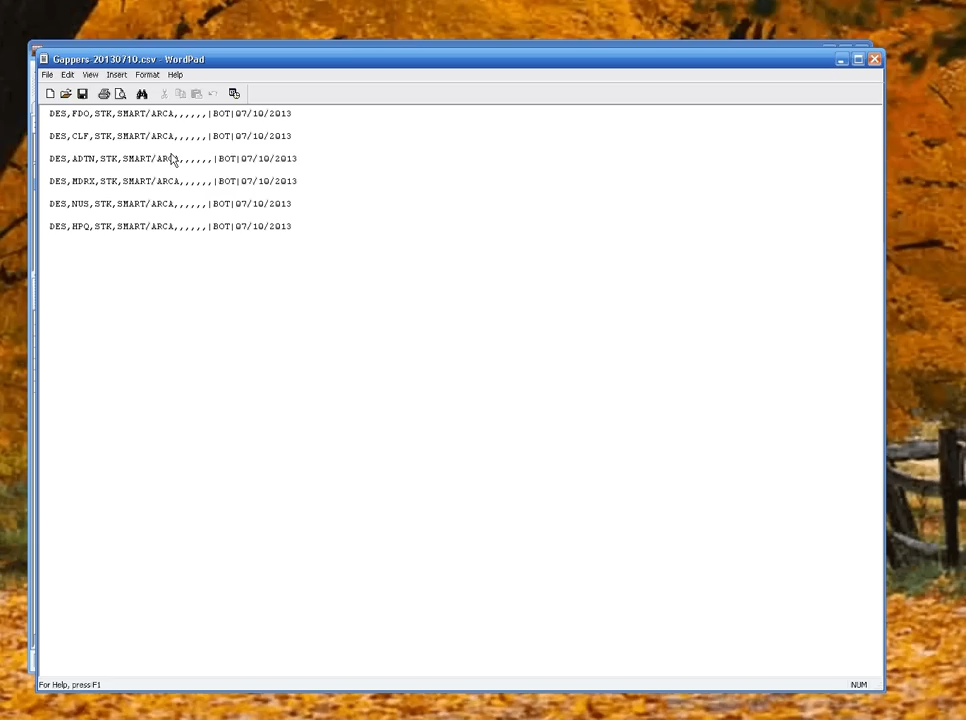 Gappers-20130710.csv - WordPad
File Edit View Insert Format Help
DES,FDO,STK,SMART/ARCA,,,,,,|BOT|07/10/2013
DES,CLF,STK,SMART/ARCA,,,,,,|BOT|07/10/2013
DES,ADTN,STK,SMART/ARCA,,,,,,|BOT|07/10/2013
DES,MDRX,STK,SMART/ARCA,,,,,,|BOT|07/10/2013
DES,NUS,STK,SMART/ARCA,,,,,,|BOT|07/10/2013
DES,HPQ,STK,SMART/ARCA,,,,,,|BOT|07/10/2013
For Help, press F1
NUM